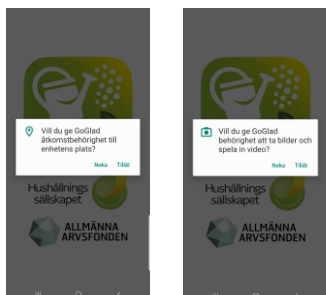 Vill du ge GoGlad
åtkomstbehörighet till
enhetens plats?
Neka Tillåt
Hushållnings
sällskapet
ALLMÄNNA
ARVSFONDEN
Vill du ge GoGlad
behörighet att ta bilder och
spela in video?
Neka Tillåt
Hushållnings
sällskapet
ALLMÄNNA
ARVSFONDEN